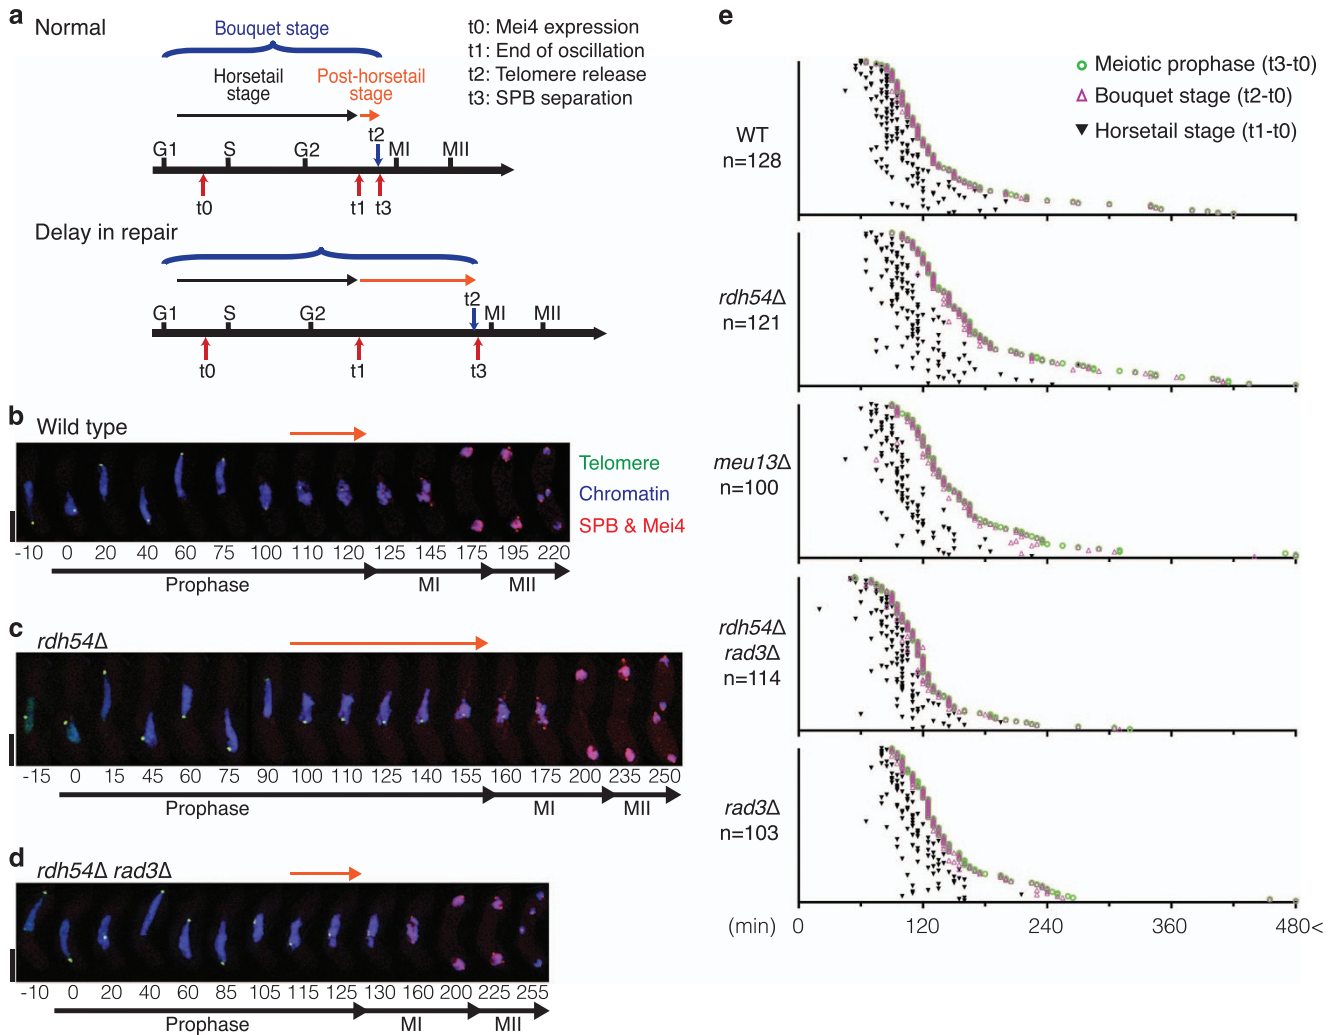 a
Normal
Bouquet stage
Horsetail
stage
Post-horsetail
stage
t0: Mei4 expression
t1: End of oscillation
t2: Telomere release
t3: SPB separation
t2
G1 S G2 MI MII
t0 t1 t3
Delay in repair
t2
G1 S G2 MI MII
t0 t1 t3
b
Wild type
Telomere
Chromatin
SPB & Mei4
-10 0 20 40 60 75 100 110 120 125 145 175 195 220
Prophase MI MII
c
rdh54Δ
-15 0 15 45 60 75 90 100 110 125 140 155 160 175 200 235 250
Prophase MI MII
d
rdh54Δ rad3Δ
-10 0 20 40 60 85 105 115 125 130 160 200 225 255
Prophase MI MII
e
Meiotic prophase (t3-t0)
Bouquet stage (t2-t0)
Horsetail stage (t1-t0)
WT
n=128
rdh54Δ
n=121
meu13Δ
n=100
rdh54Δ
rad3Δ
n=114
rad3Δ
n=103
(min) 0 120 240 360 480<